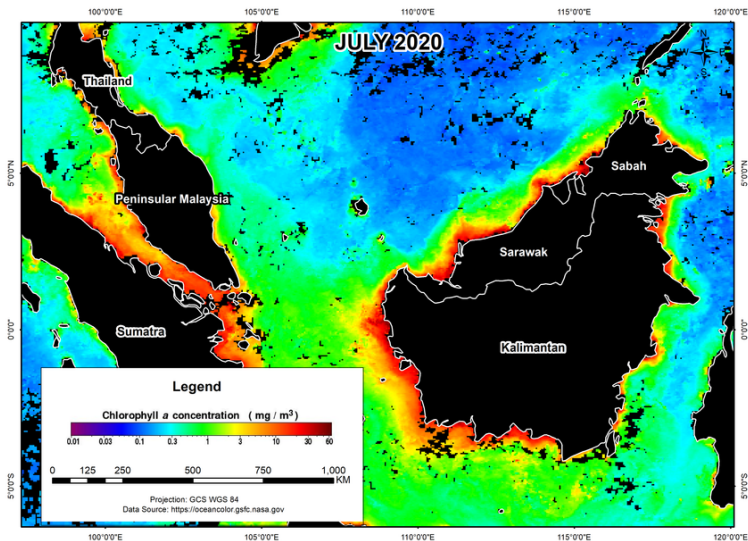 100°0'0"E 105°0'0"E 110°0'0"E 115°0'0"E 120°0'0"E
JULY 2020
N
Thailand
5°0'0"N
Peninsular Malaysia
Sabah
5°0'0"N
Sarawak
0°0'0"
Sumatra
Kalimantan
0°0'0"
Legend
Chlorophyll a concentration ( mg / m³)
0.01 0.03 0.1 0.3 1 3 10 30 60
0 125 250 500 750 1,000
KM
Projection: GCS WGS 84
Data Source: https://oceancolor.gsfc.nasa.gov
5°0'0"S
5°0'0"S
100°0'0"E 105°0'0"E 110°0'0"E 115°0'0"E 120°0'0"E